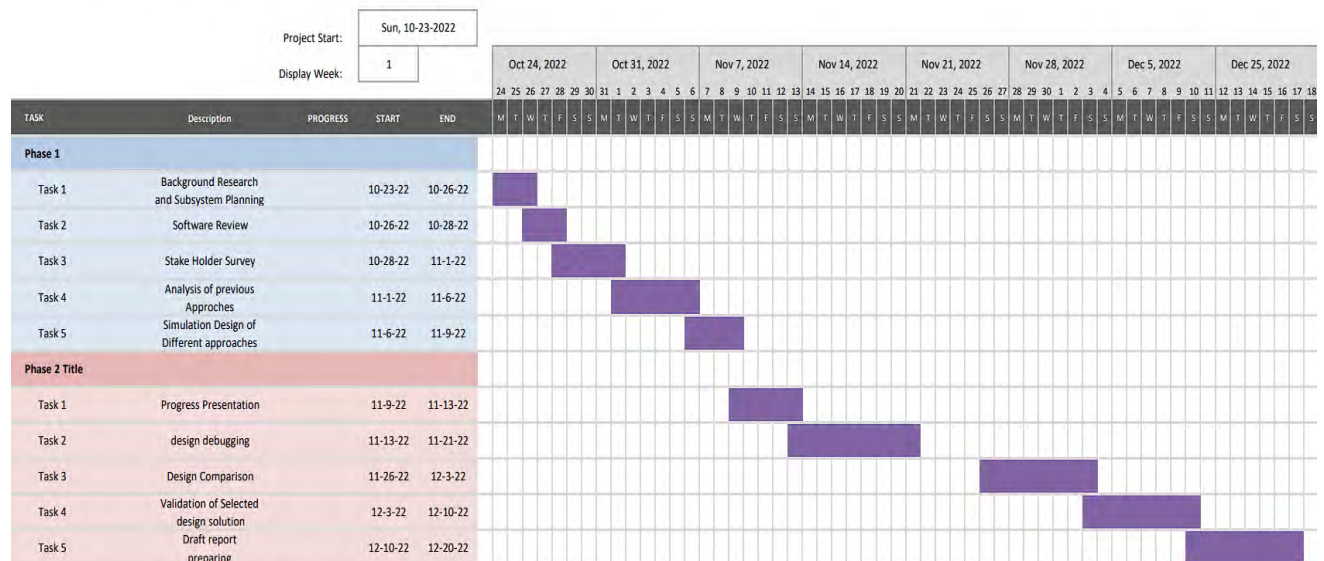 Project Start: Sun, 10-23-2022
Display Week: 1
Oct 24, 2022 Oct 31, 2022 Nov 7, 2022 Nov 14, 2022 Nov 21, 2022 Nov 28, 2022 Dec 5, 2022 Dec 25, 2022
24 25 26 27 28 29 30 31 1 2 3 4 5 6 7 8 9 10 11 12 13 14 15 16 17 18 19 20 21 22 23 24 25 26 27 28 29 30 1 2 3 4 5 6 7 8 9 10 11 12 13 14 15 16 17 18
TASK Description PROGRESS START END M T W T F S S M T W T F S S M T W T F S S M T W T F S S M T W T F S S M T W T F S S M T W T F S S M T W T F S S
Phase 1
Task 1 Background Research and Subsystem Planning 10-23-22 10-26-22
Task 2 Software Review 10-26-22 10-28-22
Task 3 Stake Holder Survey 10-28-22 11-1-22
Task 4 Analysis of previous Approches 11-1-22 11-6-22
Task 5 Simulation Design of Different approaches 11-6-22 11-9-22
Phase 2 Title
Task 1 Progress Presentation 11-9-22 11-13-22
Task 2 design debugging 11-13-22 11-21-22
Task 3 Design Comparison 11-26-22 12-3-22
Task 4 Validation of Selected design solution 12-3-22 12-10-22
Task 5 Draft report preparing 12-10-22 12-20-22